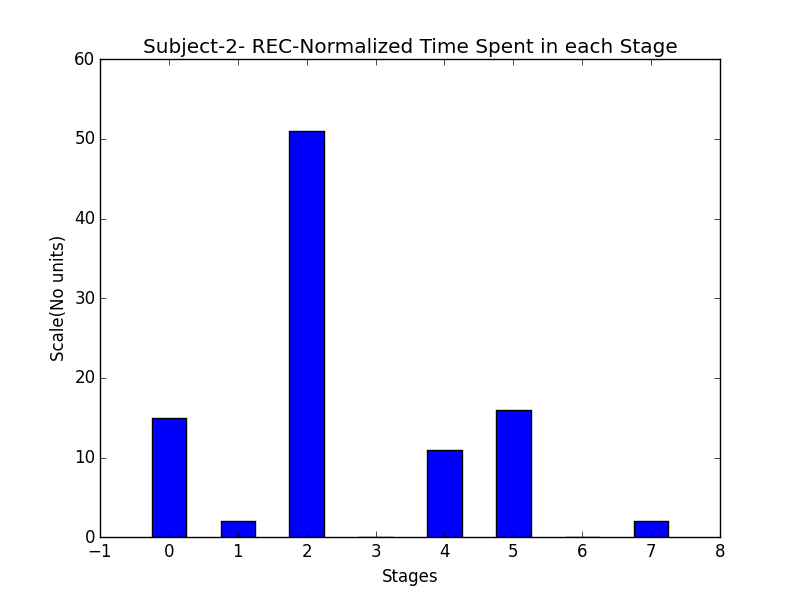 Subject-2- REC-Normalized Time Spent in each Stage
60
50
40
30
20
10
0
Scale(No units)
−1 0 1 2 3 4 5 6 7 8
Stages